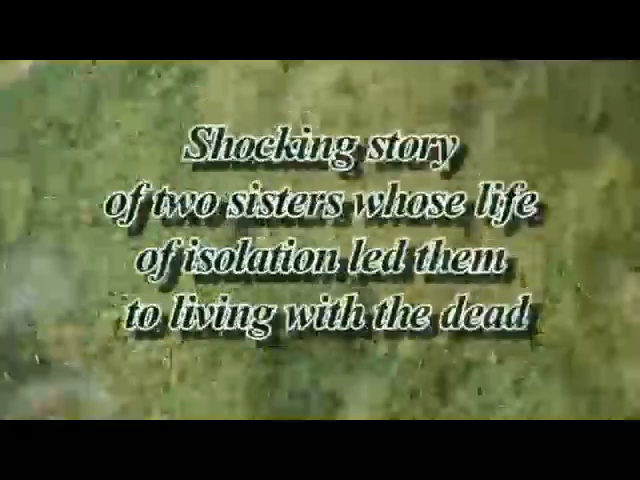 Shocking story
of two sisters whose life
of isolation led them
to living with the dead